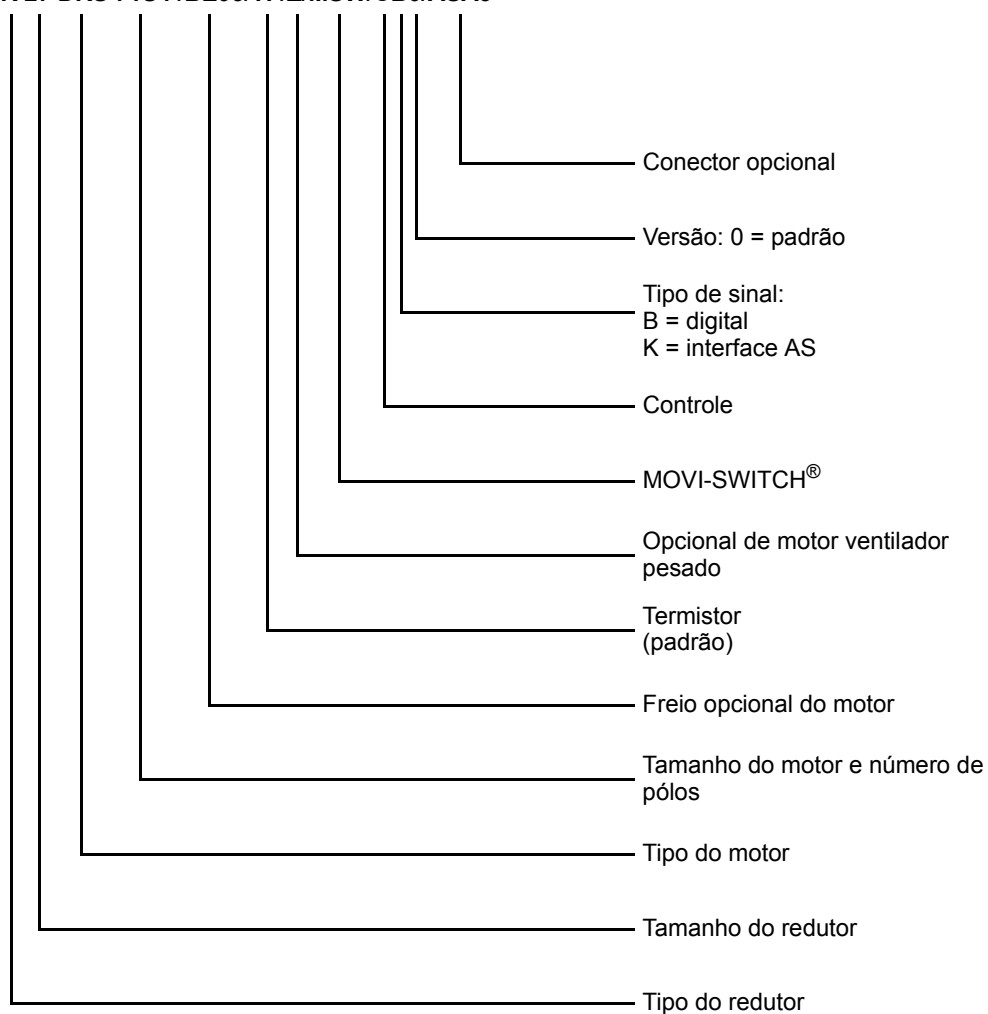 Conector opcional
Versão: 0 = padrão
Tipo de sinal:
B = digital
K = interface AS
Controle
MOVI-SWITCH®
Opcional de motor ventilador
pesado
Termistor
(padrão)
Freio opcional do motor
Tamanho do motor e número de
pólos
Tipo do motor
Tamanho do redutor
Tipo do redutor